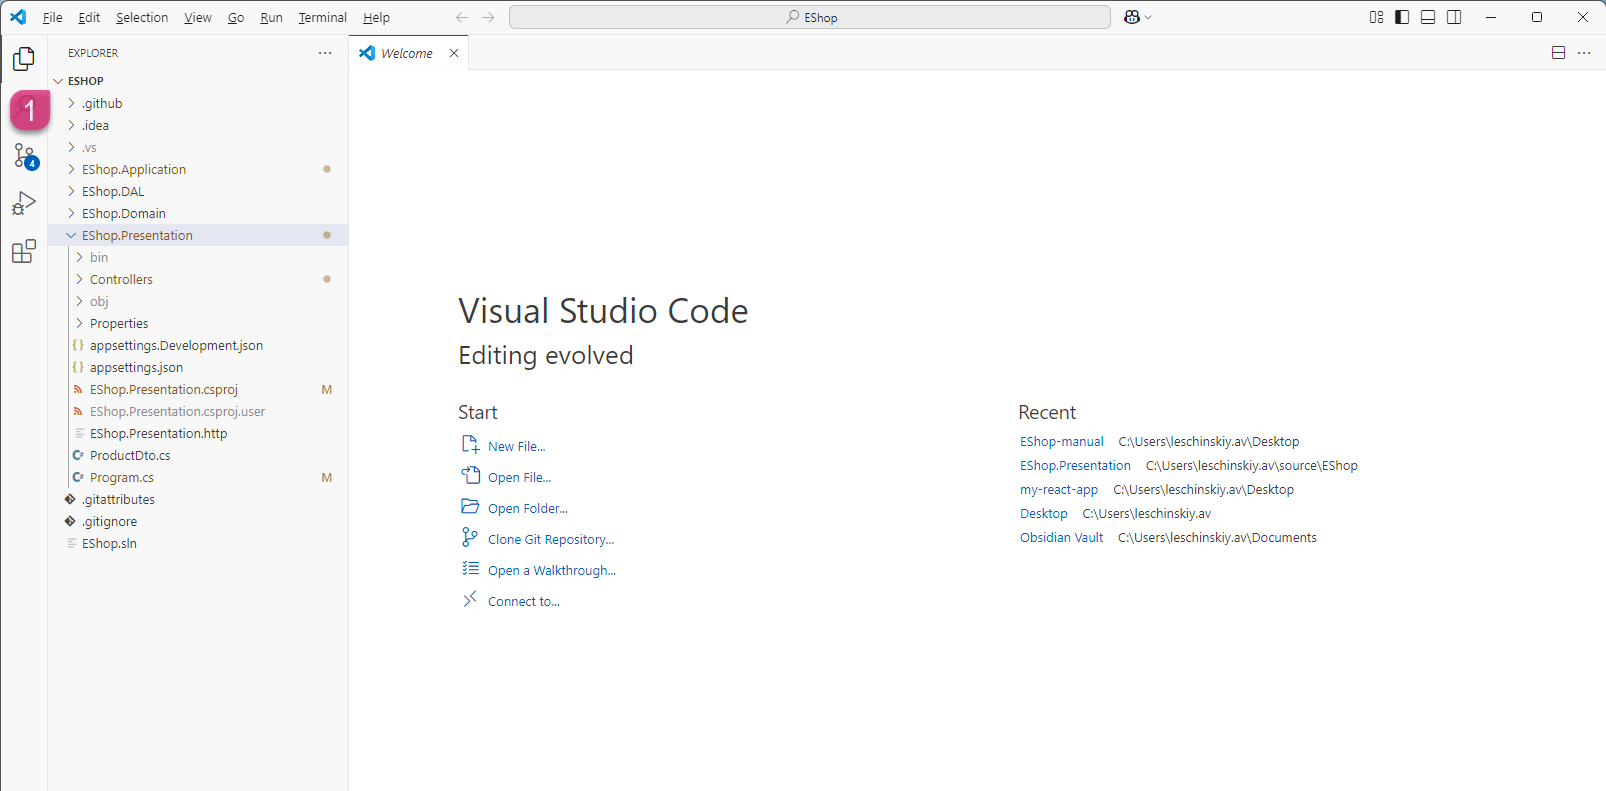 File Edit Selection View Go Run Terminal Help
EShop
EXPLORER
Welcome
ESHOP
.github
1
.idea
.vs
4
EShop.Application
EShop.DAL
EShop.Domain
EShop.Presentation
bin
Controllers
obj
Properties
appsettings.Development.json
appsettings.json
EShop.Presentation.csproj M
EShop.Presentation.csproj.user
EShop.Presentation.http
ProductDto.cs
Program.cs M
.gitattributes
.gitignore
EShop.sln
Visual Studio Code
Editing evolved
Start
New File...
Open File...
Open Folder...
Clone Git Repository...
Open a Walkthrough...
Connect to...
Recent
EShop-manual C:\Users\leschinskiy.av\Desktop
EShop.Presentation C:\Users\leschinskiy.av\source\EShop
my-react-app C:\Users\leschinskiy.av\Desktop
Desktop C:\Users\leschinskiy.av
Obsidian Vault C:\Users\leschinskiy.av\Documents